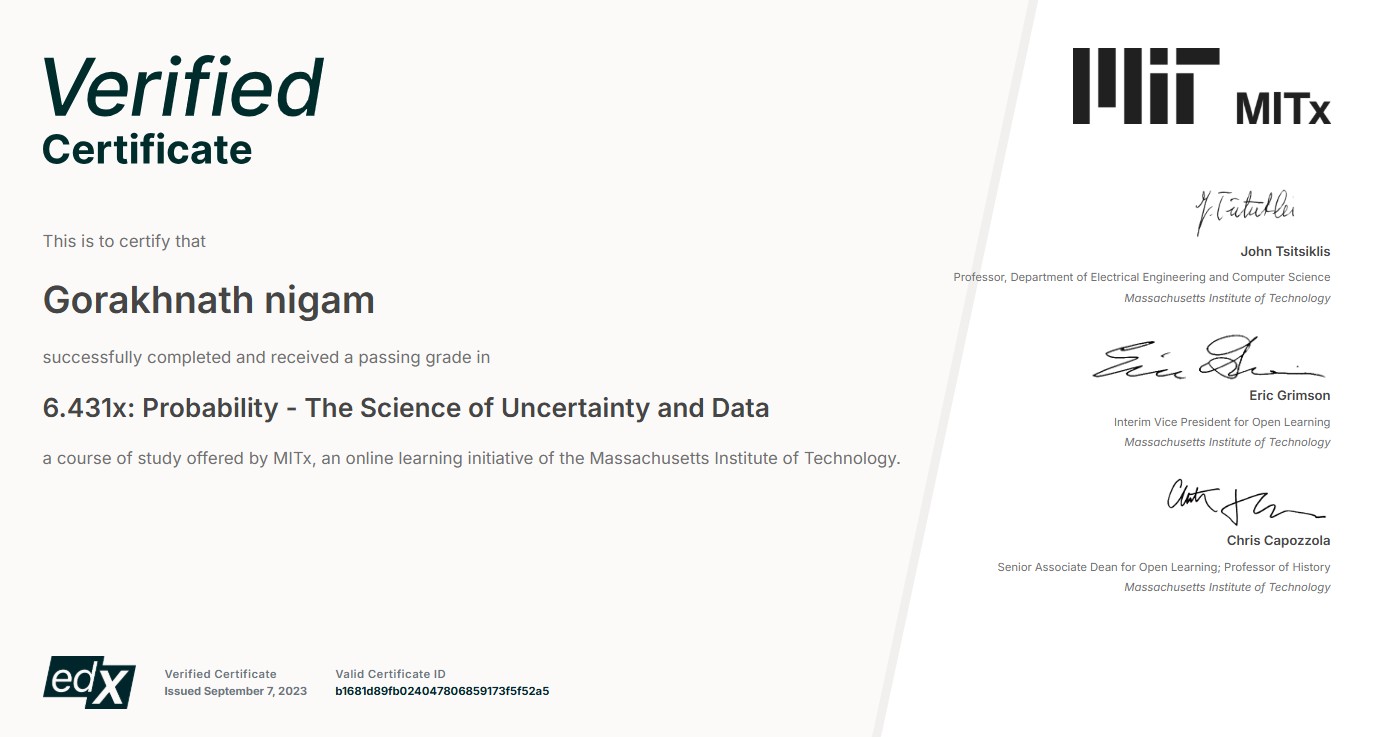 Verified
Certificate
This is to certify that
Gorakhnath nigam
successfully completed and received a passing grade in
6.431x: Probability - The Science of Uncertainty and Data
a course of study offered by MITx, an online learning initiative of the Massachusetts Institute of Technology.
edX
Verified Certificate
Issued September 7, 2023
Valid Certificate ID
b1681d89fb024047806859173f5f52a5
MIT MITx
John Tsitsiklis
Professor, Department of Electrical Engineering and Computer Science
Massachusetts Institute of Technology
Eric Grimson
Interim Vice President for Open Learning
Massachusetts Institute of Technology
Chris Capozzola
Senior Associate Dean for Open Learning; Professor of History
Massachusetts Institute of Technology